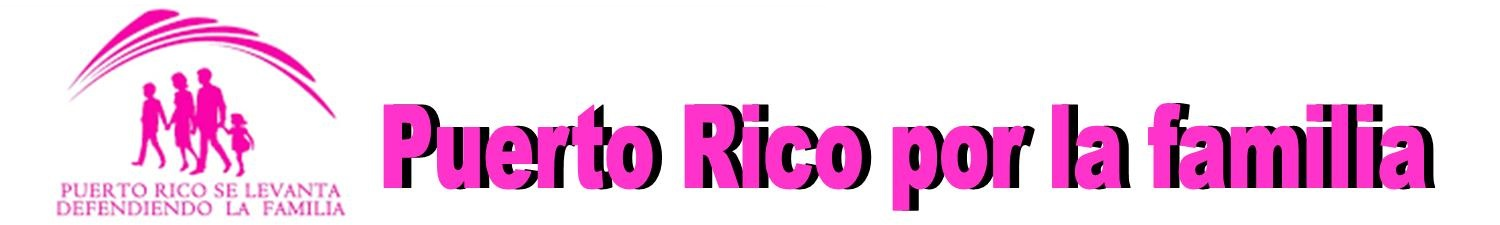 PUERTO RICO SE LEVANTA
DEFENDIENDO LA FAMILIA
Puerto Rico por la familia